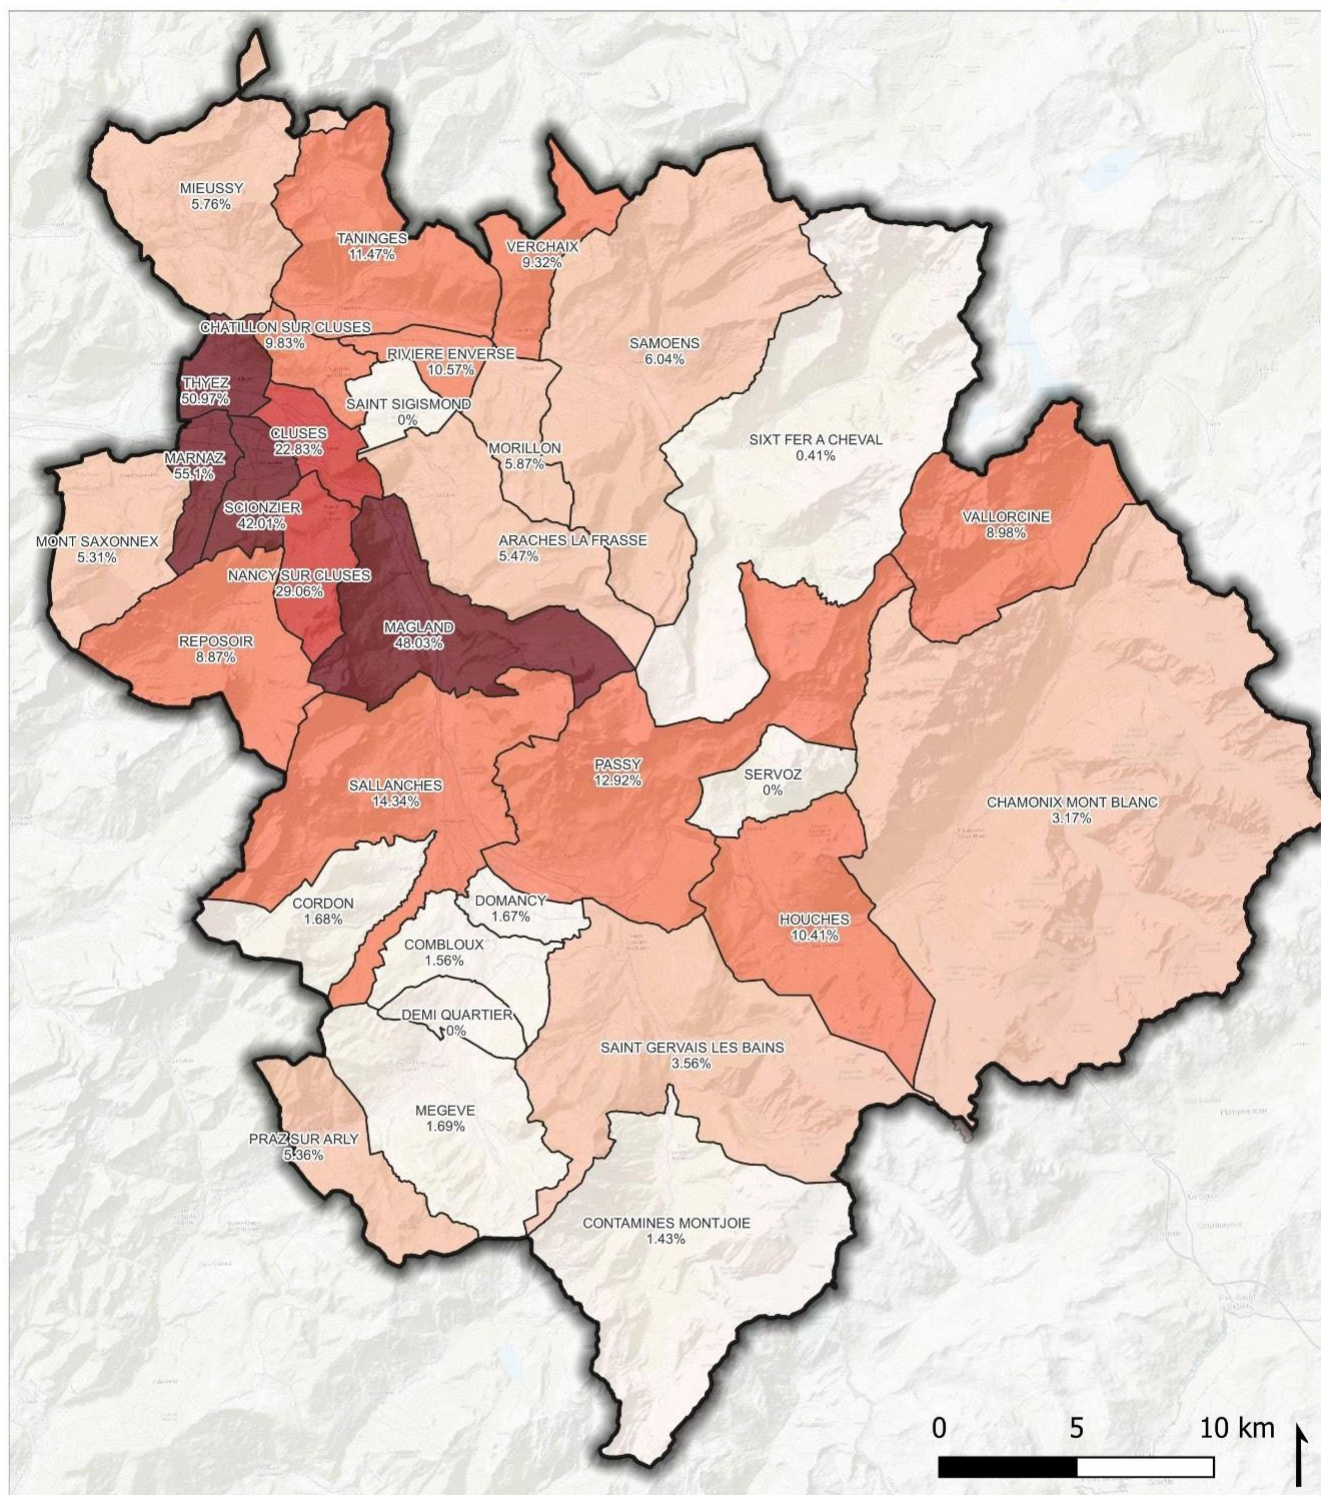 MIEUSSY
5.76%
TANINGES
11.47%
VERCHAIX
9.32%
CHATILLON SUR CLUSES
9.83%
RIVIERE ENVERSE
10.57%
SAMOENS
6.04%
THYEZ
50.97%
SAINT SIGISMOND
0%
CLUSES
22.83%
SIXT FER A CHEVAL
0.41%
MORILLON
5.87%
MARNAZ
55.1%
SCIONZIER
42.01%
VALLORCINE
8.98%
MONT SAXONNEX
5.31%
ARACHES LA FRASSE
5.47%
NANCY SUR CLUSES
29.06%
MAGLAND
48.03%
REPOSOIR
8.87%
PASSY
12.92%
SERVOZ
0%
SALLANCHES
14.34%
CHAMONIX MONT BLANC
3.17%
CORDON
1.68%
DOMANCY
1.67%
HOUCHES
10.41%
COMBLOUX
1.56%
DEMI QUARTIER
0%
SAINT GERVAIS LES BAINS
3.56%
MEGEVE
1.69%
PRAZ SUR ARLY
5.36%
CONTAMINES MONTJOIE
1.43%
0 5 10 km